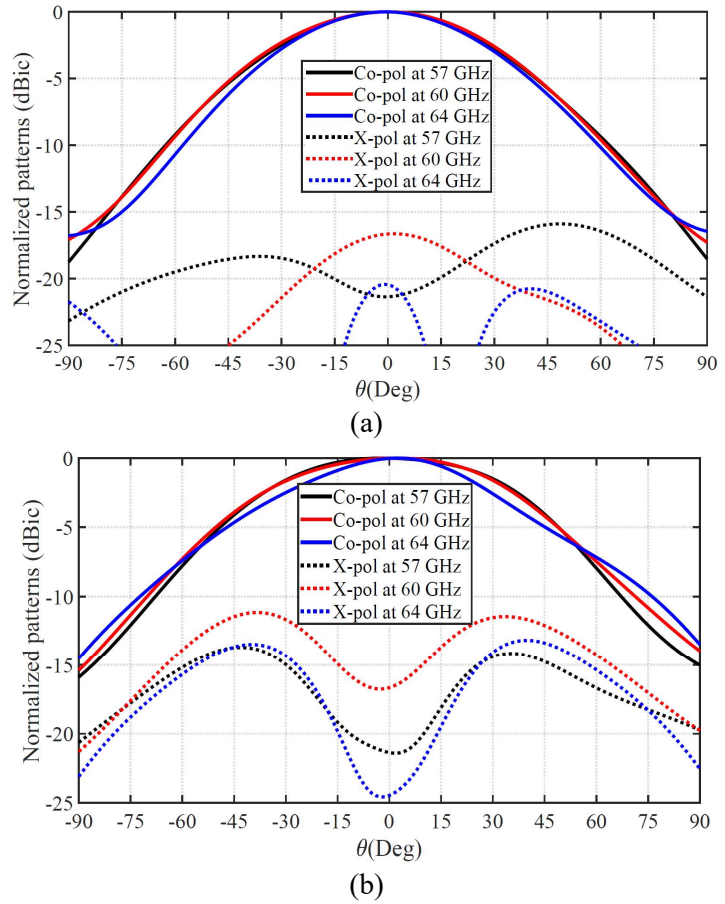 0
-5
-10
-15
-20
-25
Normalized patterns (dBic)
Co-pol at 57 GHz
Co-pol at 60 GHz
Co-pol at 64 GHz
X-pol at 57 GHz
X-pol at 60 GHz
X-pol at 64 GHz
-90 -75 -60 -45 -30 -15 0 15 30 45 60 75 90
θ(Deg)
(a)
0
-5
-10
-15
-20
-25
Normalized patterns (dBic)
Co-pol at 57 GHz
Co-pol at 60 GHz
Co-pol at 64 GHz
X-pol at 57 GHz
X-pol at 60 GHz
X-pol at 64 GHz
-90 -75 -60 -45 -30 -15 0 15 30 45 60 75 90
θ(Deg)
(b)